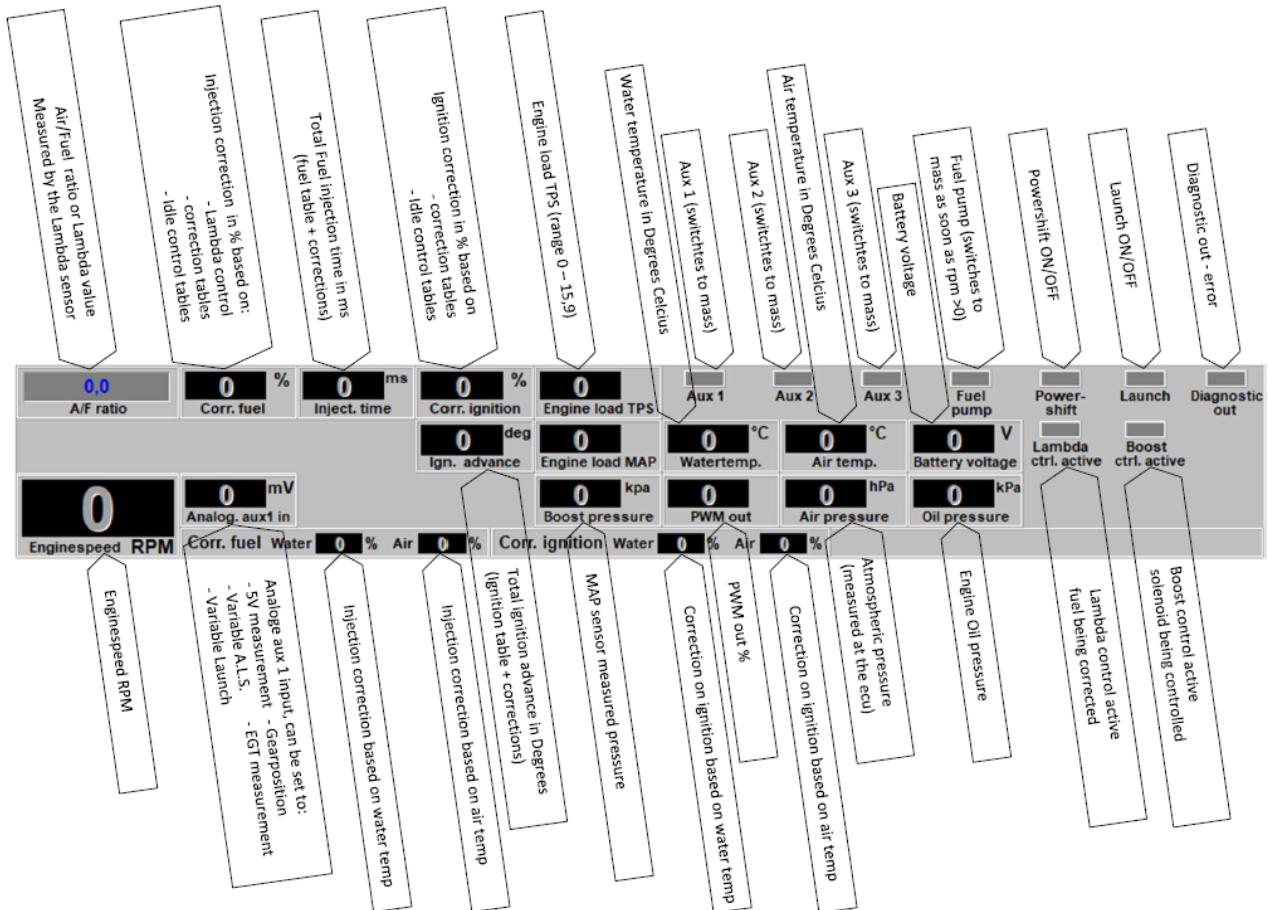 Air/Fuel ratio or Lambda value
Measured by the Lambda sensor
Injection correction in % based on:
- Lambda control
- correction tables
- Idle control tables
Total Fuel injection time in ms
(fuel table + corrections)
Ignition correction in % based on
- correction tables
- Idle control tables
Engine load TPS (range 0 – 15,9)
Water temperature in Degrees Celcius
Aux 1 (switchtes to mass)
Aux 2 (switchtes to mass)
Air temperature in Degrees Celcius
Aux 3 (switchtes to mass)
Battery voltage
Fuel pump (switches to
mass as soon as rpm >0)
Powershift ON/OFF
Launch ON/OFF
Diagnostic out - error
0,0
A/F ratio
0 %
Corr. fuel
0 ms
Inject. time
0 %
Corr. ignition
0
Engine load TPS
Aux 1
Aux 2
Aux 3
Fuel
pump
Power-
shift
Launch
Diagnostic
out
0 deg
Ign. advance
0
Engine load MAP
0 °C
Watertemp.
0 °C
Air temp.
0 V
Battery voltage
Lambda
ctrl. active
Boost
ctrl. active
0
Enginespeed RPM
0 mV
Analog. aux1 in
0 kpa
Boost pressure
0
PWM out
0 hPa
Air pressure
0 kPa
Oil pressure
Corr. fuel Water 0 % Air 0 %
Corr. ignition Water 0 % Air 0 %
Enginespeed RPM
Analoge aux 1 input, can be set to:
- 5V measurement - Gearposition
- Variable A.L.S. - EGT measurement
- Variable Launch
Injection correction based on water temp
Injection correction based on air temp
Total ignition advance in Degrees
(Ignition table + corrections)
MAP sensor measured pressure
Correction on ignition based on water temp
PWM out %
Correction on ignition based on air temp
Atmospheric pressure
(measured at the ecu)
Engine Oil pressure
Lambda control active
fuel being corrected
Boost control active
solenoid being controlled